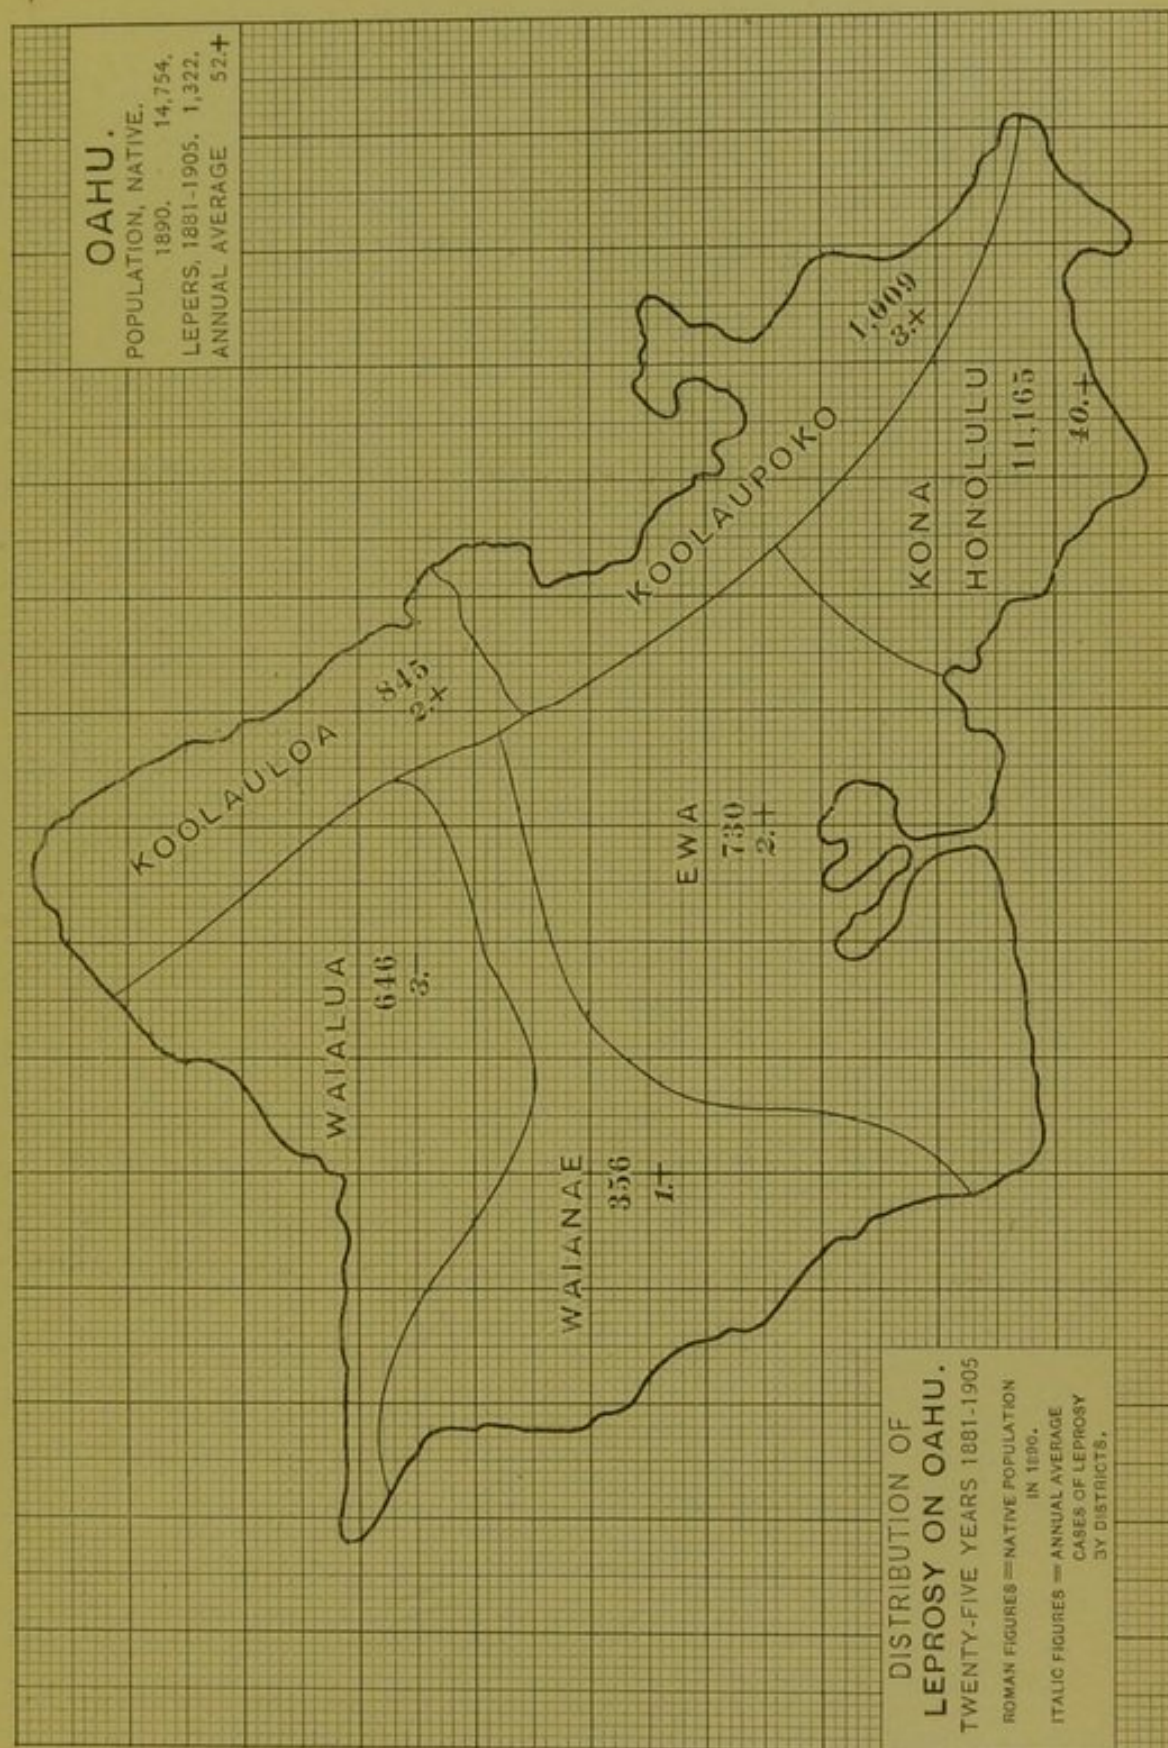 OAHU.
POPULATION, NATIVE.
1890. 14,754.
LEPERS, 1881-1905. 1,322.
ANNUAL AVERAGE 52.+
KOOLAULOA
845
2.+
KOOLAUPOKO
1,009
3.×
WAIALUA
646
3.–
WAIANAE
356
1.+
EWA
730
2.+
KONA
HONOLULU
11,165
40.+
DISTRIBUTION OF
LEPROSY ON OAHU.
TWENTY-FIVE YEARS 1881-1905
ROMAN FIGURES = NATIVE POPULATION
IN 1890.
ITALIC FIGURES = ANNUAL AVERAGE
CASES OF LEPROSY
BY DISTRICTS.